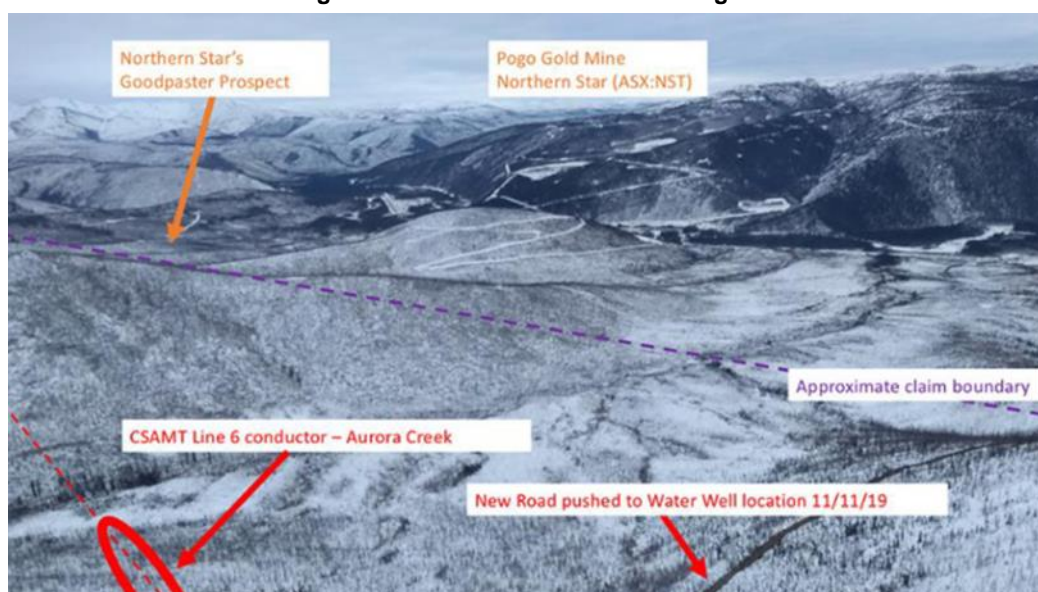 Northern Star's
Goodpaster Prospect
Pogo Gold Mine
Northern Star (ASX:NST)
Approximate claim boundary
CSAMT Line 6 conductor – Aurora Creek
New Road pushed to Water Well location 11/11/19